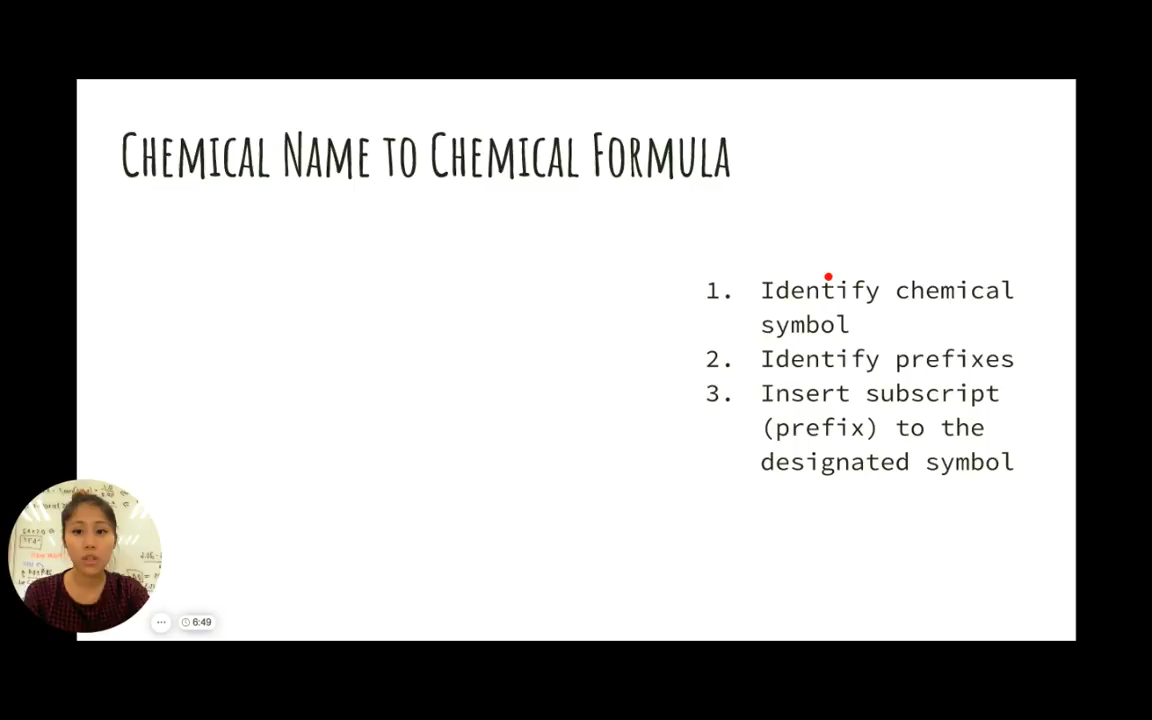 Chemical Name to Chemical Formula
1. Identify chemical
symbol
2. Identify prefixes
3. Insert subscript
(prefix) to the
designated symbol
6:49